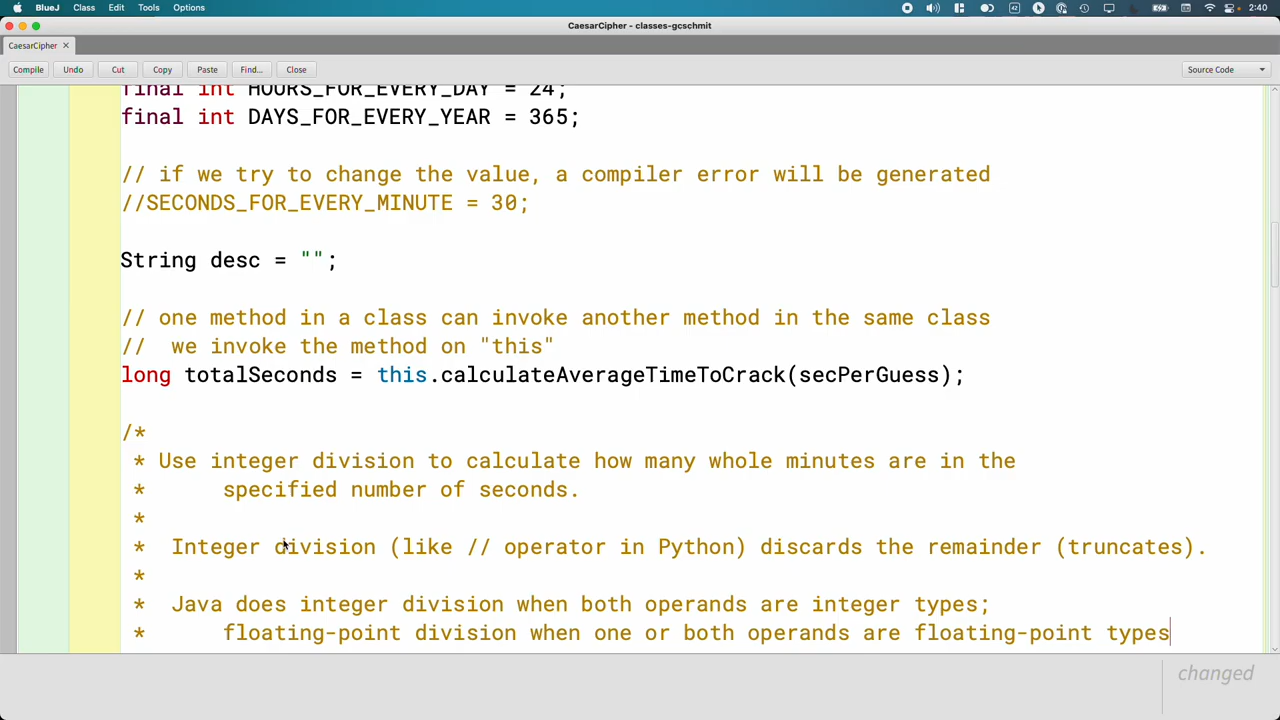 BlueJ Class Edit Tools Options 2:40
CaesarCipher - classes-gcschmit
CaesarCipher ×
Compile Undo Cut Copy Paste Find... Close Source Code
final int HOURS_FOR_EVERY_DAY = 24;
final int DAYS_FOR_EVERY_YEAR = 365;
// if we try to change the value, a compiler error will be generated
//SECONDS_FOR_EVERY_MINUTE = 30;
String desc = "";
// one method in a class can invoke another method in the same class
// we invoke the method on "this"
long totalSeconds = this.calculateAverageTimeToCrack(secPerGuess);
/*
* Use integer division to calculate how many whole minutes are in the
* specified number of seconds.
*
* Integer division (like // operator in Python) discards the remainder (truncates).
*
* Java does integer division when both operands are integer types;
* floating-point division when one or both operands are floating-point types
changed